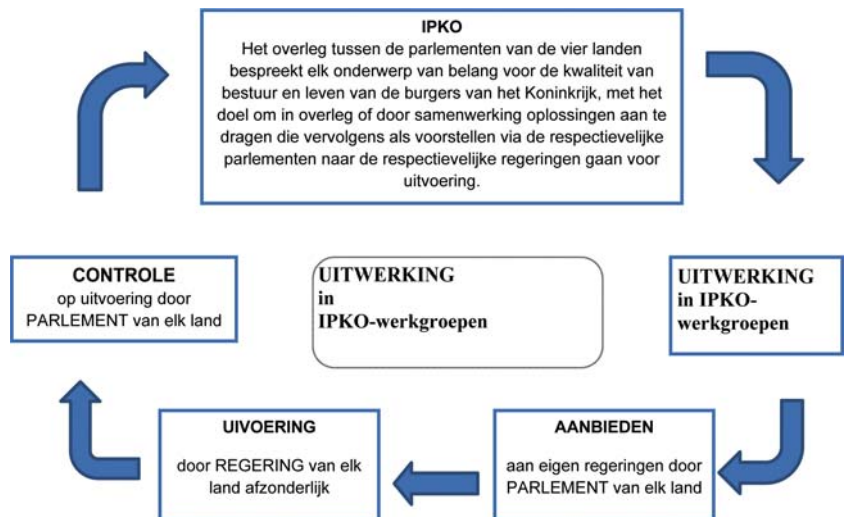 IPKO
Het overleg tussen de parlementen van de vier landen
bespreekt elk onderwerp van belang voor de kwaliteit van
bestuur en leven van de burgers van het Koninkrijk, met het
doel om in overleg of door samenwerking oplossingen aan te
dragen die vervolgens als voorstellen via de respectievelijke
parlementen naar de respectievelijke regeringen gaan voor
uitvoering.
CONTROLE
op uitvoering door
PARLEMENT van elk land
UITWERKING
in
IPKO-werkgroepen
UITWERKING
in IPKO-
werkgroepen
UIVOERING
door REGERING van elk
land afzonderlijk
AANBIEDEN
aan eigen regeringen door
PARLEMENT van elk land